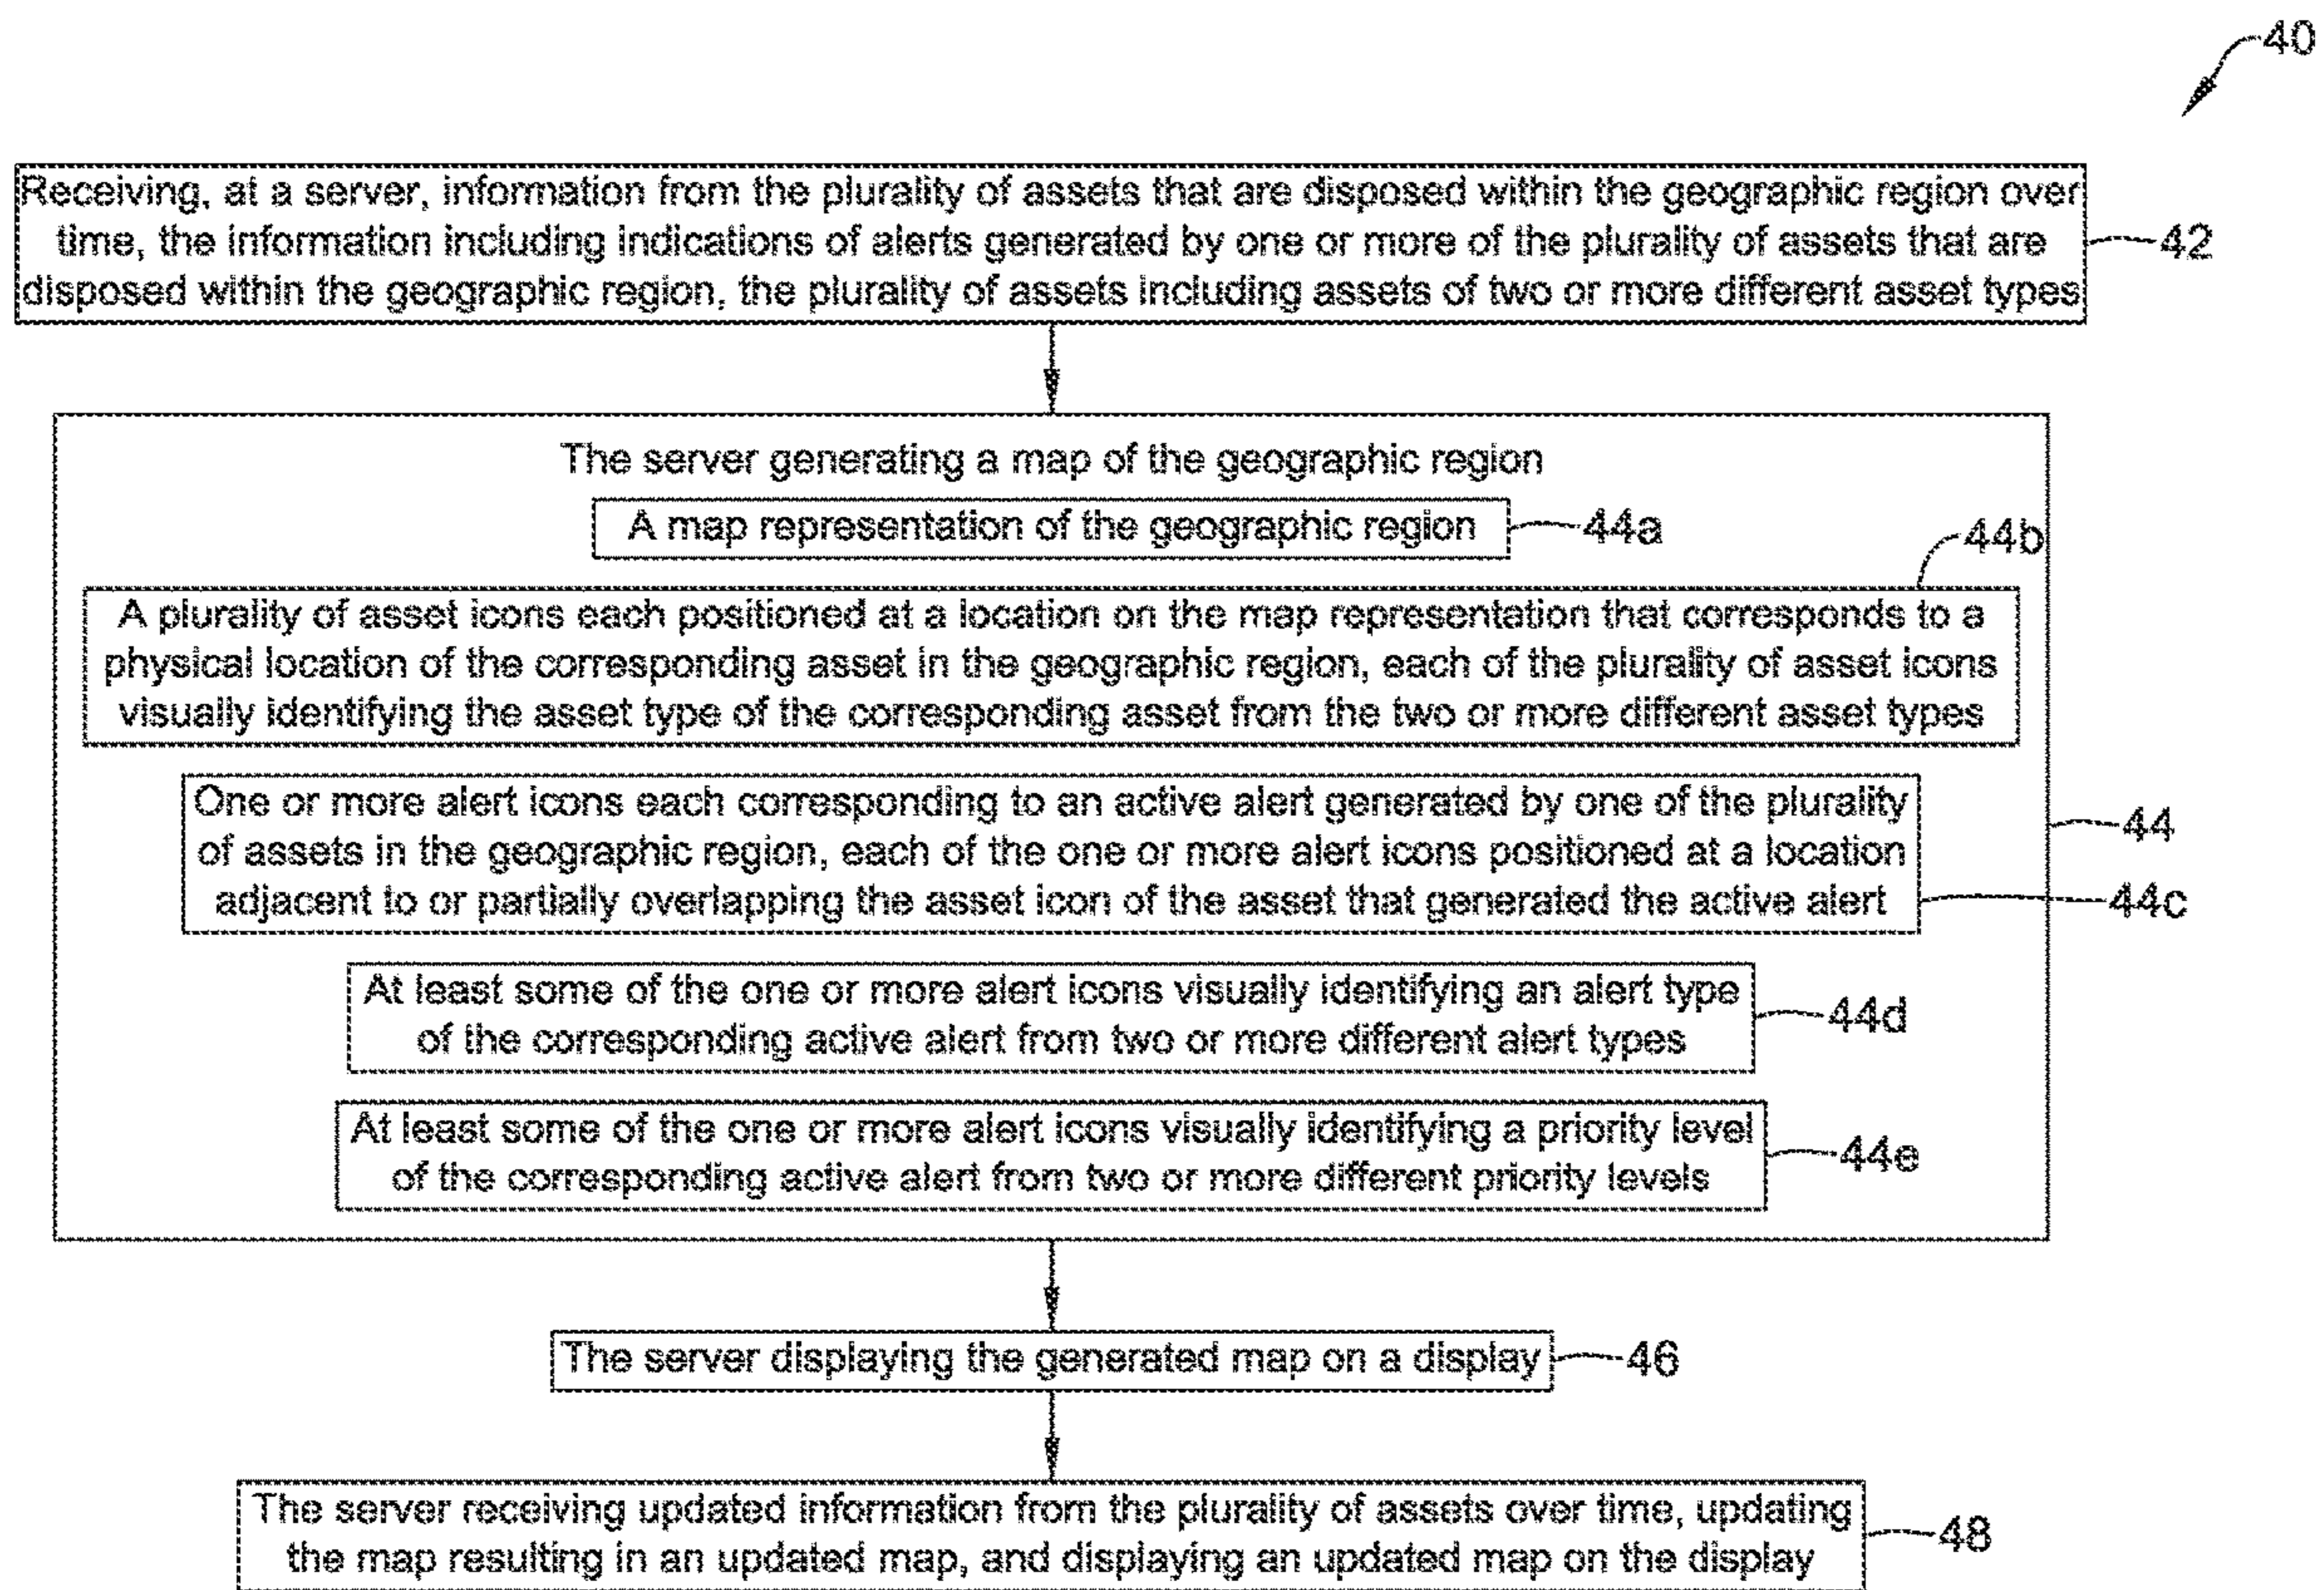 40
Receiving, at a server, information from the plurality of assets that are disposed within the geographic region over
time, the information including indications of alerts generated by one or more of the plurality of assets that are
disposed within the geographic region, the plurality of assets including assets of two or more different asset types
42
The server generating a map of the geographic region
A map representation of the geographic region
44a
44b
A plurality of asset icons each positioned at a location on the map representation that corresponds to a
physical location of the corresponding asset in the geographic region, each of the plurality of asset icons
visually identifying the asset type of the corresponding asset from the two or more different asset types
One or more alert icons each corresponding to an active alert generated by one of the plurality
of assets in the geographic region, each of the one or more alert icons positioned at a location
adjacent to or partially overlapping the asset icon of the asset that generated the active alert
44
44c
At least some of the one or more alert icons visually identifying an alert type
of the corresponding active alert from two or more different alert types
44d
At least some of the one or more alert icons visually identifying a priority level
of the corresponding active alert from two or more different priority levels
44e
The server displaying the generated map on a display
46
The server receiving updated information from the plurality of assets over time, updating
the map resulting in an updated map, and displaying an updated map on the display
48